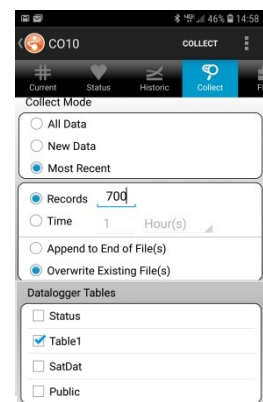 46% 14:58
CO10 COLLECT
Current Status Historic Collect
Collect Mode
All Data
New Data
Most Recent
Records 700
Time 1 Hour(s)
Append to End of File(s)
Overwrite Existing File(s)
Datalogger Tables
Status
Table1
SatDat
Public